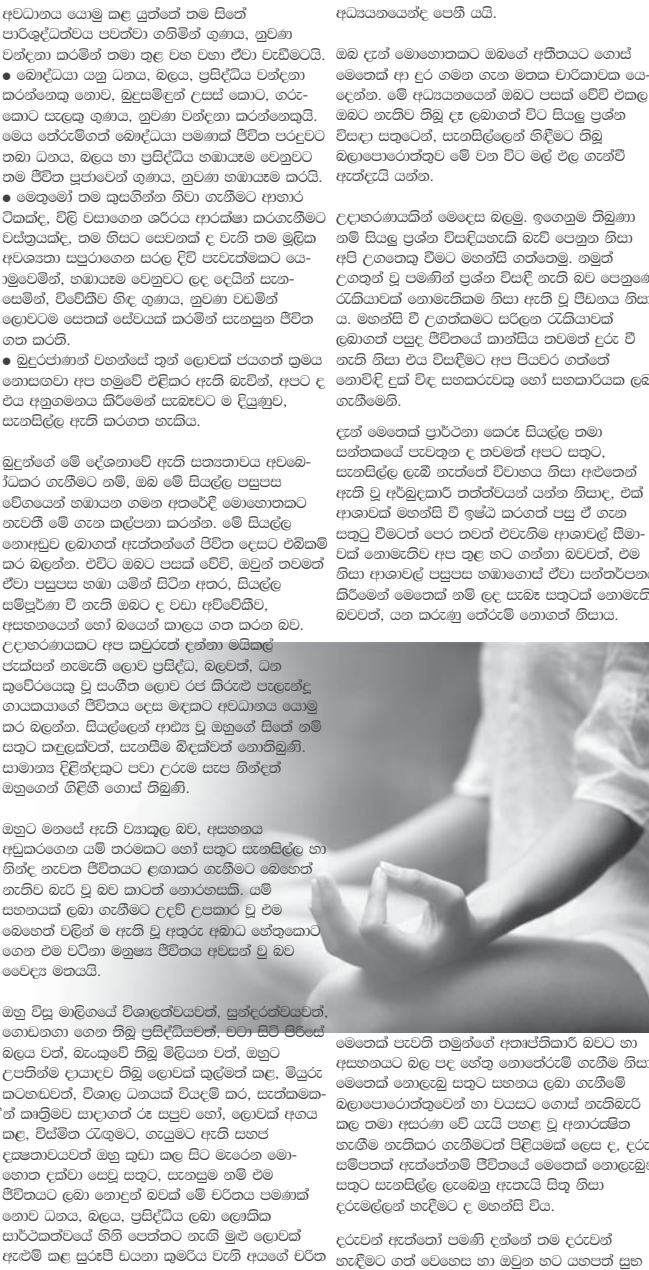 අවධානය යොමු කළ යුත්තේ තම සිතේ
පාරිශුද්ධත්වය පවත්වා ගනිමින් ගුණය, නුවණ
වන්දනා කරමින් තමා තුළ වහ වහා ඒවා වැඩීමටයි.
● බෞද්ධයා යනු ධනය, බලය, ප්‍රසිද්ධිය වන්දනා
කරන්නෙකු නොව, බුදුසමිඳුන් උසස් කොට, ගරු-
කොට සැලකූ ගුණය, නුවණ වන්දනා කරන්නෙකුයි.
මෙය තේරුම්ගත් බෞද්ධයා පමණක් ජීවිත පරදුවට
තබා ධනය, බලය හා ප්‍රසිද්ධිය හඹායෑම වෙනුවට
තම ජීවිත පූජාවෙන් ගුණය, නුවණ හඹායෑම කරයි.
● මෙතුමෝ තම කුසගින්න නිවා ගැනීමට ආහාර
ටිකක්ද, විළි වසාගෙන ශරීරය ආරක්ෂා කරගැනීමට
වස්ත්‍රයක්ද, තම හිසට සෙවනක් ද වැනි තම මූලික
අවශ්‍යතා සපුරාගෙන සරල දිවි පැවැත්මකට යො-
ාමුවෙමින්, හඹායෑම වෙනුවට ලද දෙයින් සැන-
සෙමින්, විවේකීව හිඳ ගුණය, නුවණ වඩමින්
ලොවටම සෙතක් සේවයක් කරමින් සැනසුන ජීවිත
ගත කරති.
● බුදුරජාණන් වහන්සේ තුන් ලොවක් ජයගත් ක්‍රමය
නොසඟවා අප හමුවේ එළිකර ඇති බැවින්, අපට ද
එය අනුගමනය කිරීමෙන් සැබෑවට ම දියුණුව,
සැනසිල්ල ඇති කරගත හැකිය.
බුදුන්ගේ මේ දේශනාවේ ඇති සත්‍යතාවය අවබෝ-
ධකර ගැනීමට නම්, ඔබ මේ සියල්ල පසුපස
වේගයෙන් හඹායන ගමන අතරේදී මොහොතකට
නැවතී මේ ගැන කල්පනා කරන්න. මේ සියල්ල
නොඅඩුව ලබාගත් ඇත්තන්ගේ ජීවිත දෙසට එබිකම්
කර බලන්න. එවිට ඔබට පසක් වේවි, ඔවුන් තවමත්
ඒවා පසුපස හඹා යමින් සිටින අතර, සියල්ල
සම්පූර්ණ වී නැති ඔබට ද වඩා අවිවේකීව,
අසහනයෙන් හෝ බයෙන් කාලය ගත කරන බව.
උදාහරණයකට අප කවුරුත් දන්නා මයිකල්
ජැක්සන් නැමැති ලොව ප්‍රසිද්ධ, බලවත්, ධන
කුවේරයෙකු වූ සංගීත ලොව රජ කිරුළු පැලැන්දූ
ගායකයාගේ ජීවිතය දෙස මඳකට අවධානය යොමු
කර බලන්න. සියල්ලෙන් ආඪ්‍ය වූ ඔහුගේ සිතේ නම්
සතුට කඳුලක්වත්, සැනසීම බිඳක්වත් නොතිබුණි.
සාමාන්‍ය දිළින්දකුට පවා උරුම සැප නින්දත්
ඔහුගෙන් ගිළිහී ගොස් තිබුණි.
ඔහුට මනසේ ඇති ව්‍යාකූල බව, අසහනය
අඩුකරගෙන යම් තරමකට හෝ සතුට සැනසිල්ල හා
නින්ද නැවත ජීවිතයට ළඟාකර ගැනීමට බෙහෙත්
නැතිව බැරි වූ බව කාටත් නොරහසකි. යම්
සහනයක් ලබා ගැනීමට උදව් උපකාර වූ එම
බෙහෙත් වලින් ම ඇති වූ අතුරු අබාධ හේතුකොට
ගෙන එම වටිනා මනුෂ්‍ය ජීවිතය අවසන් වූ බව
වෛද්‍ය මතයයි.
ඔහු විසූ මාලිගයේ විශාලත්වයවත්, සුන්දරත්වයවත්,
ගොඩනගා ගෙන තිබූ ප්‍රසිද්ධියවත්, වටා සිටි පිරිසේ
බලය වත්, බැංකුවේ තිබූ මිලියන වත්, ඔහුට
උපතින්ම දායාදව තිබූ ලොවක් කුල්මත් කළ, මියුරු
කටහඬවත්, විශාල ධනයක් වියදම් කර, සැත්කමක-
න් කෘත්‍රිමව සාදාගත් රූ සපුව හෝ, ලොවක් අගය
කළ, විස්මිත රැඟුමට, ගැයුමට ඇති සහජ
දක්ෂතාවයවත් ඔහු කුඩා කල සිට මැරෙන මො-
හොත දක්වා සෙවූ සතුට, සැනසුම නම් එම
ජීවිතයට ලබා නොදුන් බවක් මේ චරිතය පමණක්
නොව ධනය, බලය, ප්‍රසිද්ධිය ලබා ලෞකික
සාර්ථකත්වයේ හිනි පෙත්තට නැඟි මුළු ලොවක්
ඇළුම් කළ සුරූපී ඩයනා කුමරිය වැනි අයගේ චරිත
අධ්‍යයනයෙන්ද පෙනී යයි.
ඔබ දැන් මොහොතකට ඔබගේ අතීතයට ගොස්
මෙතෙක් ආ දුර ගමන ගැන මතක චාරිකාවක යෙ-
දෙන්න. මේ අධ්‍යයනයෙන් ඔබට පසක් වේවි එකල
ඔබට නැතිව තිබූ දෑ ලබාගත් විට සියලු ප්‍රශ්න
විසඳා සතුටෙන්, සැනසිල්ලෙන් හිඳීමට තිබූ
බලාපොරොත්තුව මේ වන විට මල් ඵල ගැන්වී
ඇත්දැයි යන්න.
උදාහරණයකින් මෙදෙස බලමු. ඉගෙනුම තිබුණා
නම් සියලු ප්‍රශ්න විසඳියහැකි බැව් පෙනුන නිසා
අපි උගතෙකු වීමට මහන්සි ගත්තෙමු. නමුත්
උගතුන් වූ පමණින් ප්‍රශ්න විසඳී නැති බව පෙනුණේ
රැකියාවක් නොමැතිකම නිසා ඇති වූ පීඩනය නිසා
ය. මහන්සි වී උගත්කමට සරිලන රැකියාවක්
ලබාගත් පසුද ජීවිතයේ කාන්සිය තවමත් දුරු වී
නැති නිසා එය විසඳීමට අප පියවර ගත්තේ
නොවිඳි දුක් විඳ සහකරුවකු හෝ සහකාරියක ලබ
ගැනීමෙනි.
දැන් මෙතෙක් ප්‍රාර්ථනා කෙරූ සියල්ල තමා
සන්තකයේ පැවතුන ද තවමත් අපට සතුට,
සැනසිල්ල ලැබී නැත්තේ විවාහය නිසා අළුතෙන්
ඇති වූ අර්බුදකාරී තත්ත්වයන් යන්න නිසාද, එක්
ආශාවක් මහන්සි වී ඉෂ්ඨ කරගත් පසු ඒ ගැන
සතුටු වීමටත් පෙර තවත් එවැනිම ආශාවල් සීමා-
වක් නොමැතිව අප තුළ හට ගන්නා බවවත්, එම
නිසා ආශාවල් පසුපස හඹාගොස් ඒවා සන්තර්පනය
කිරීමෙන් මෙතෙක් නම් ලද සැබෑ සතුටක් නොමැති
බවවත්, යන කරුණු තේරුම් නොගත් නිසාය.
මෙතෙක් පැවති තමුන්ගේ අතෘප්තිකාරී බවට හා
අසහනයට බල පද හේතු නොතේරුම් ගැනීම නිසා
මෙතෙක් නොලැබූ සතුට සහනය ලබා ගැනීමේ
බලාපොරොත්තුවෙන් හා වයසට ගොස් නැතිබැරි
කල තමා අසරණ වේ යැයි පහළ වූ අනාරක්ෂිත
හැඟීම නැතිකර ගැනීමටත් පිළියමක් ලෙස ද, දරු
සම්පතක් ඇත්තේනම් ජීවිතයේ මෙතෙක් නොලැබුන
සතුට සැනසිල්ල ලැබෙනු ඇතැයි සිතූ නිසා
දරුමල්ලන් හැදීමට ද මහන්සි විය.
දරුවන් ඇත්තෝ පමණි දන්නේ තම දරුවන්
හැදීමට ගත් වෙහෙස හා ඔවුන හට යහපත් සුභ